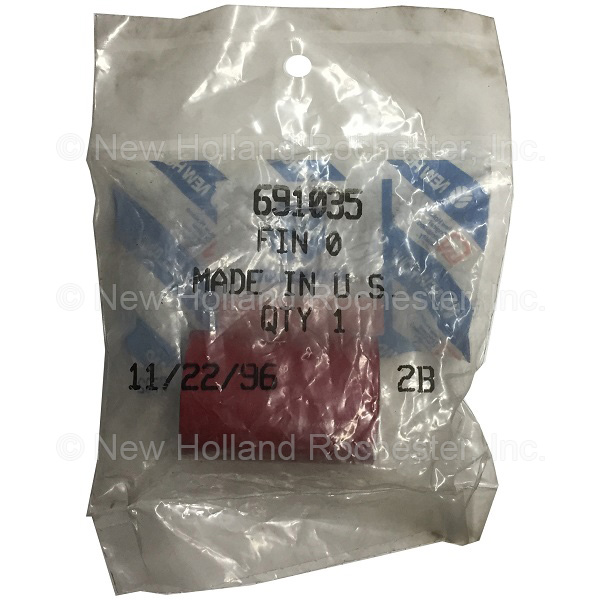 © New Holland Rochester, Inc.
691035
FIN 0
MADE IN U S
© New Holland Rochester, Inc.
QTY 1
11/22/96 2B
© New Holland Rochester, Inc.